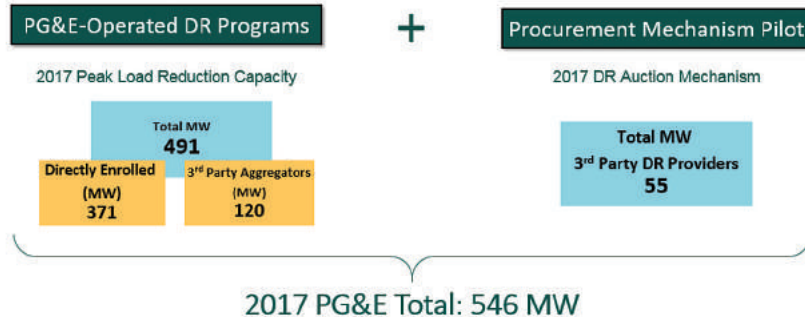 PG&E-Operated DR Programs
+
Procurement Mechanism Pilot
2017 Peak Load Reduction Capacity
2017 DR Auction Mechanism
Total MW
491
Directly Enrolled
(MW)
371
3rd Party Aggregators
(MW)
120
Total MW
3rd Party DR Providers
55
2017 PG&E Total: 546 MW